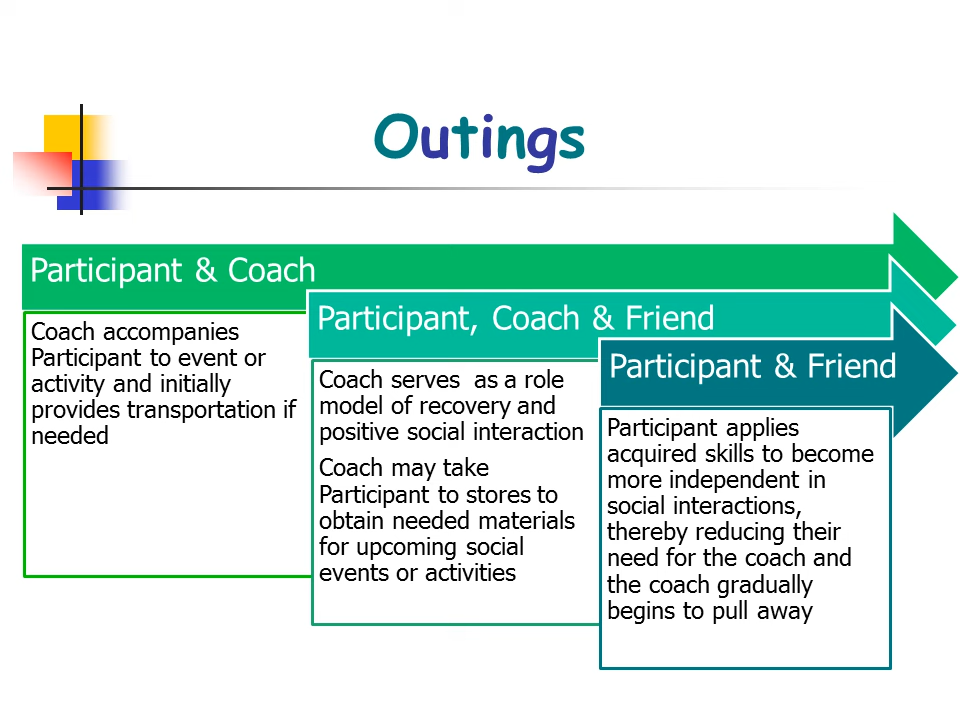 Outings
Participant & Coach
Coach accompanies
Participant to event or
activity and initially
provides transportation if
needed
Participant, Coach & Friend
Coach serves  as a role
model of recovery and
positive social interaction
Coach may take
Participant to stores to
obtain needed materials
for upcoming social
events or activities
Participant & Friend
Participant applies
acquired skills to become
more independent in
social interactions,
thereby reducing their
need for the coach and
the coach gradually
begins to pull away